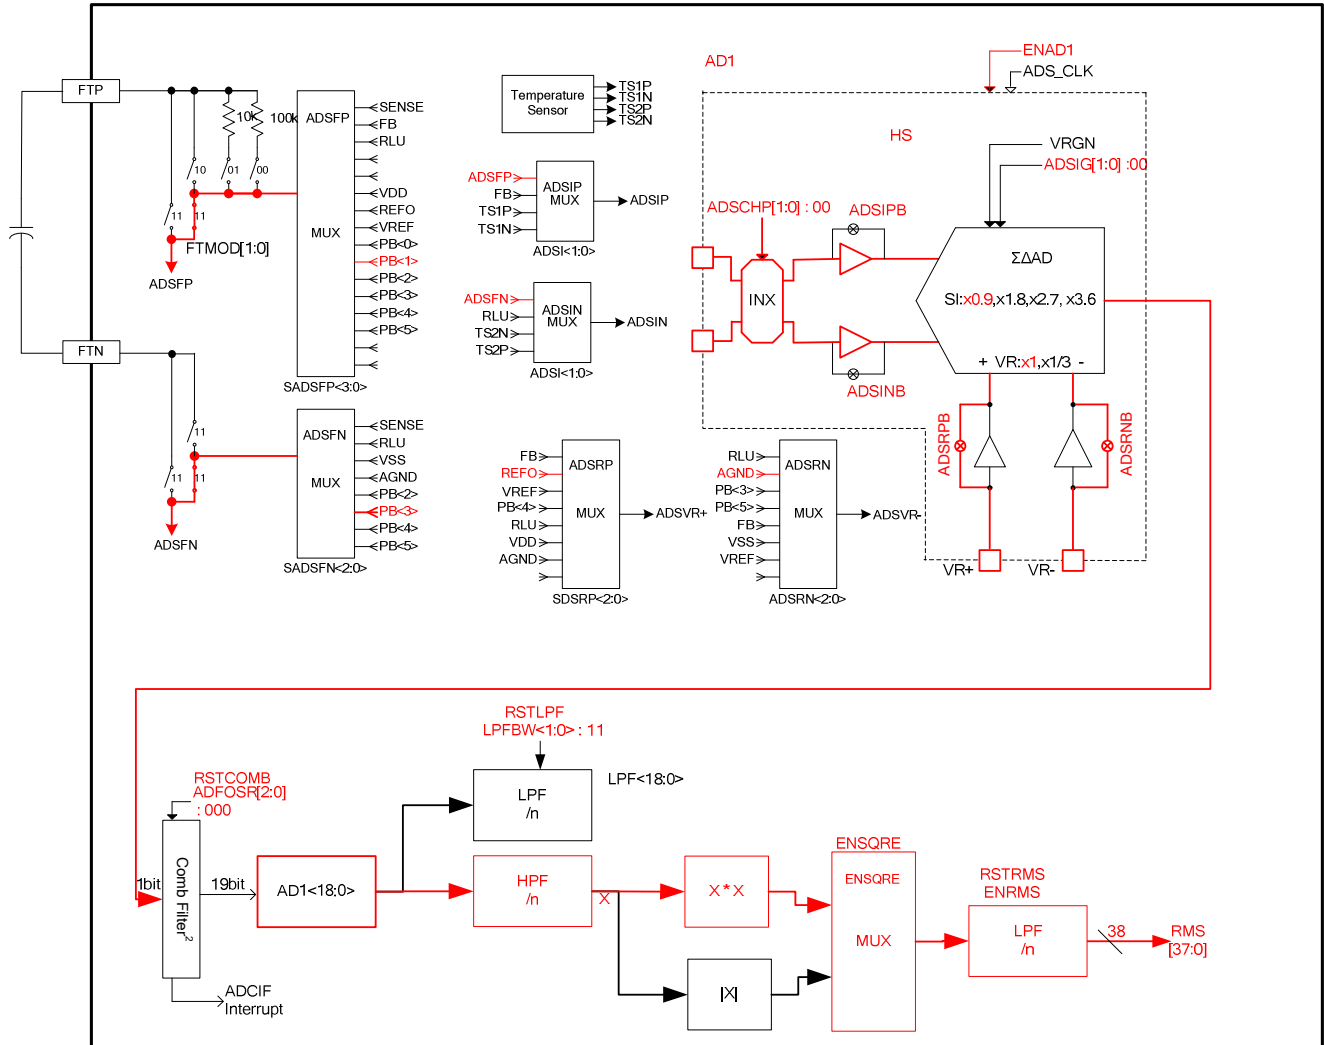 FTP
10k
100k
10
01
00
11
11
FTMOD[1:0]
ADSFP
ADSFP
MUX
SENSE
FB
RLU
VDD
REFO
VREF
PB<0>
PB<1>
PB<2>
PB<3>
PB<4>
PB<5>
SADSFP<3:0>
FTN
11
11
11
ADSFN
ADSFN
MUX
SENSE
RLU
VSS
AGND
PB<2>
PB<3>
PB<4>
PB<5>
SADSFN<2:0>
Temperature
Sensor
TS1P
TS1N
TS2P
TS2N
ADSFP
FB
TS1P
TS1N
ADSIP
MUX
ADSIP
ADSI<1:0>
ADSFN
RLU
TS2N
TS2P
ADSIN
MUX
ADSIN
ADSI<1:0>
FB
REFO
VREF
PB<4>
RLU
VDD
AGND
ADSRP
MUX
ADSVR+
SDSRP<2:0>
RLU
AGND
PB<3>
PB<5>
FB
VSS
VREF
ADSRN
MUX
ADSVR-
ADSRN<2:0>
AD1
ENAD1
ADS_CLK
HS
VRGN
ADSIG[1:0]:00
ADSCHP[1:0] : 00
ADSIPB
INX
ADSINB
ΣΔAD
SI:x0.9,x1.8,x2.7, x3.6
+ VR:x1,x1/3 -
ADSRPB
ADSRNB
VR+
VR-
RSTLPF
LPFBW<1:0> : 11
LPF<18:0>
LPF
/n
RSTCOMB
ADFOSR[2:0]
: 000
1bit
Comb Filter²
19bit
AD1<18:0>
HPF
/n
X
X * X
|X|
ENSQRE
ENSQRE
MUX
RSTRMS
ENRMS
LPF
/n
38
RMS
[37:0]
ADCIF
Interrupt